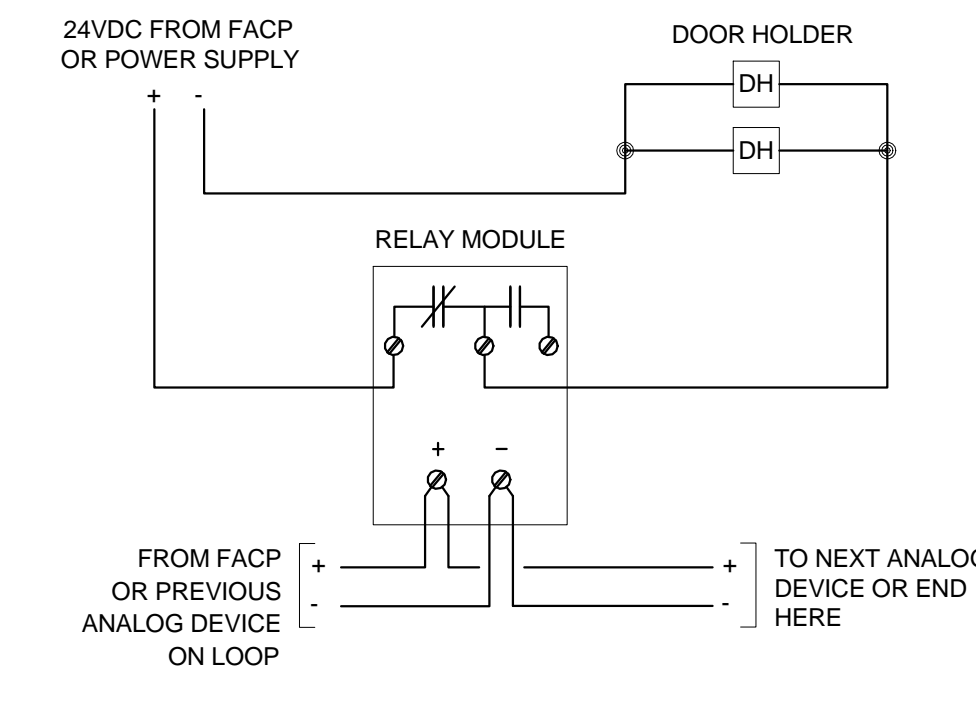 24VDC FROM FACP
OR POWER SUPPLY
+ -
DOOR HOLDER
DH
DH
RELAY MODULE
+ –
FROM FACP
OR PREVIOUS
ANALOG DEVICE
ON LOOP
+
-
+
-
TO NEXT ANALOG
DEVICE OR END
HERE